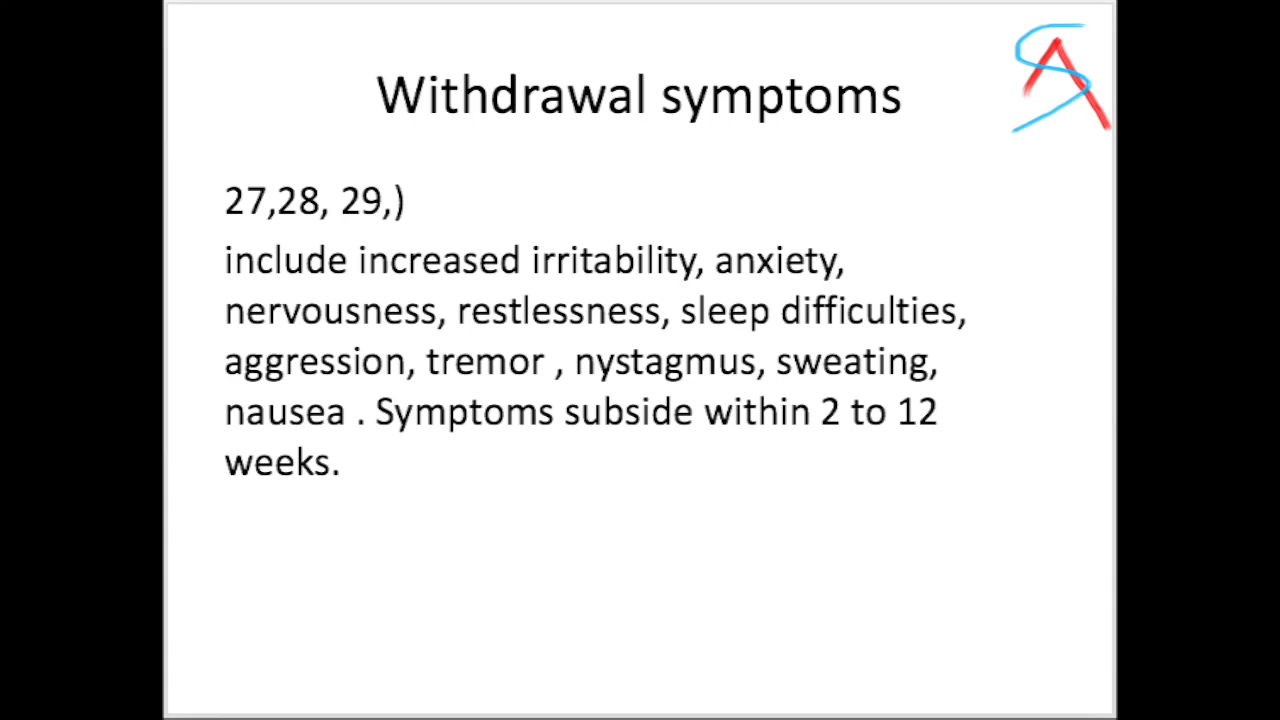 Withdrawal symptoms
27,28, 29,)
include increased irritability, anxiety,
nervousness, restlessness, sleep difficulties,
aggression, tremor , nystagmus, sweating,
nausea . Symptoms subside within 2 to 12
weeks.
SA